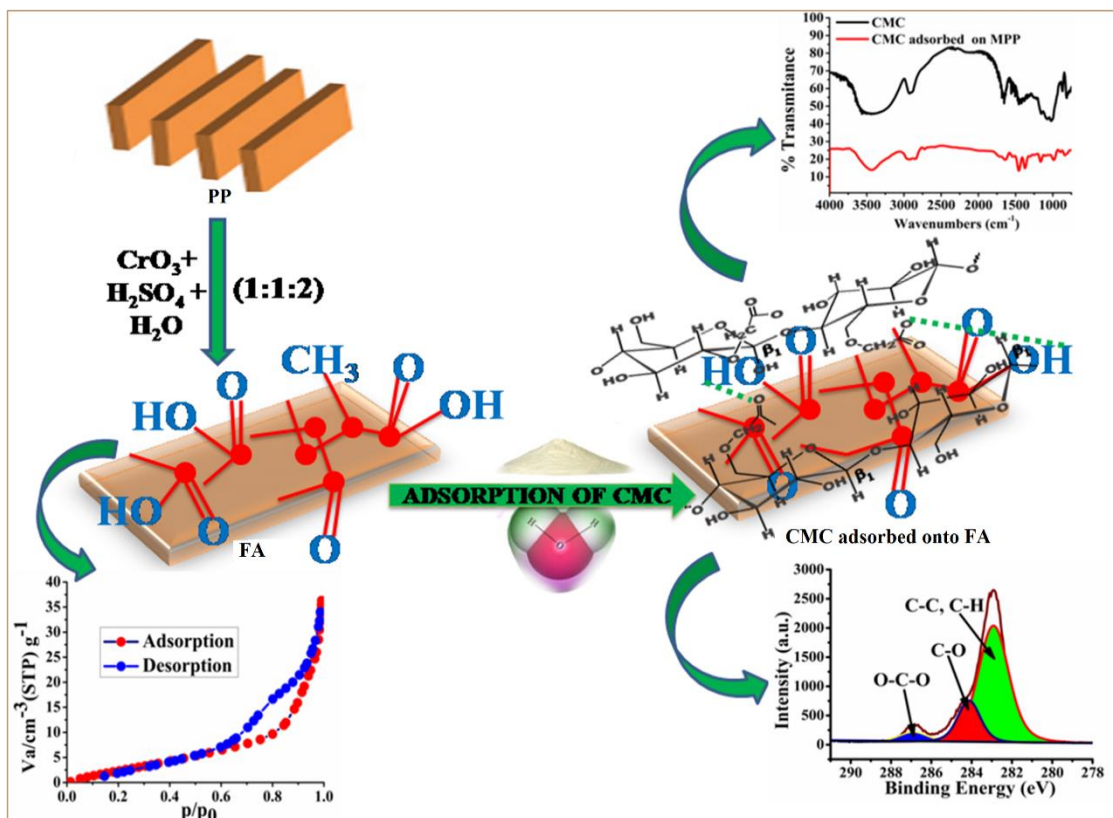 PP
CrO₃+
H₂SO₄ + (1:1:2)
H₂O
CH₃
O
O
HO
OH
HO
O
O
FA
ADSORPTION OF CMC
H
H
O
40
35
30
25
20
15
10
5
0
Va/cm⁻³(STP) g⁻¹
Adsorption
Desorption
0.0 0.2 0.4 0.6 0.8 1.0
p/p₀
CMC
CMC adsorbed on MPP
100
90
80
70
60
50
40
30
20
10
% Transmitance
4000 3500 3000 2500 2000 1500 1000
Wavenumbers (cm⁻¹)
HO
O
O
OH
O
O
β₁
β₁
β₁
CMC adsorbed onto FA
3000
2500
2000
1500
1000
500
0
Intensity (a.u.)
C-C, C-H
C-O
O-C-O
290 288 286 284 282 280 278
Binding Energy (eV)